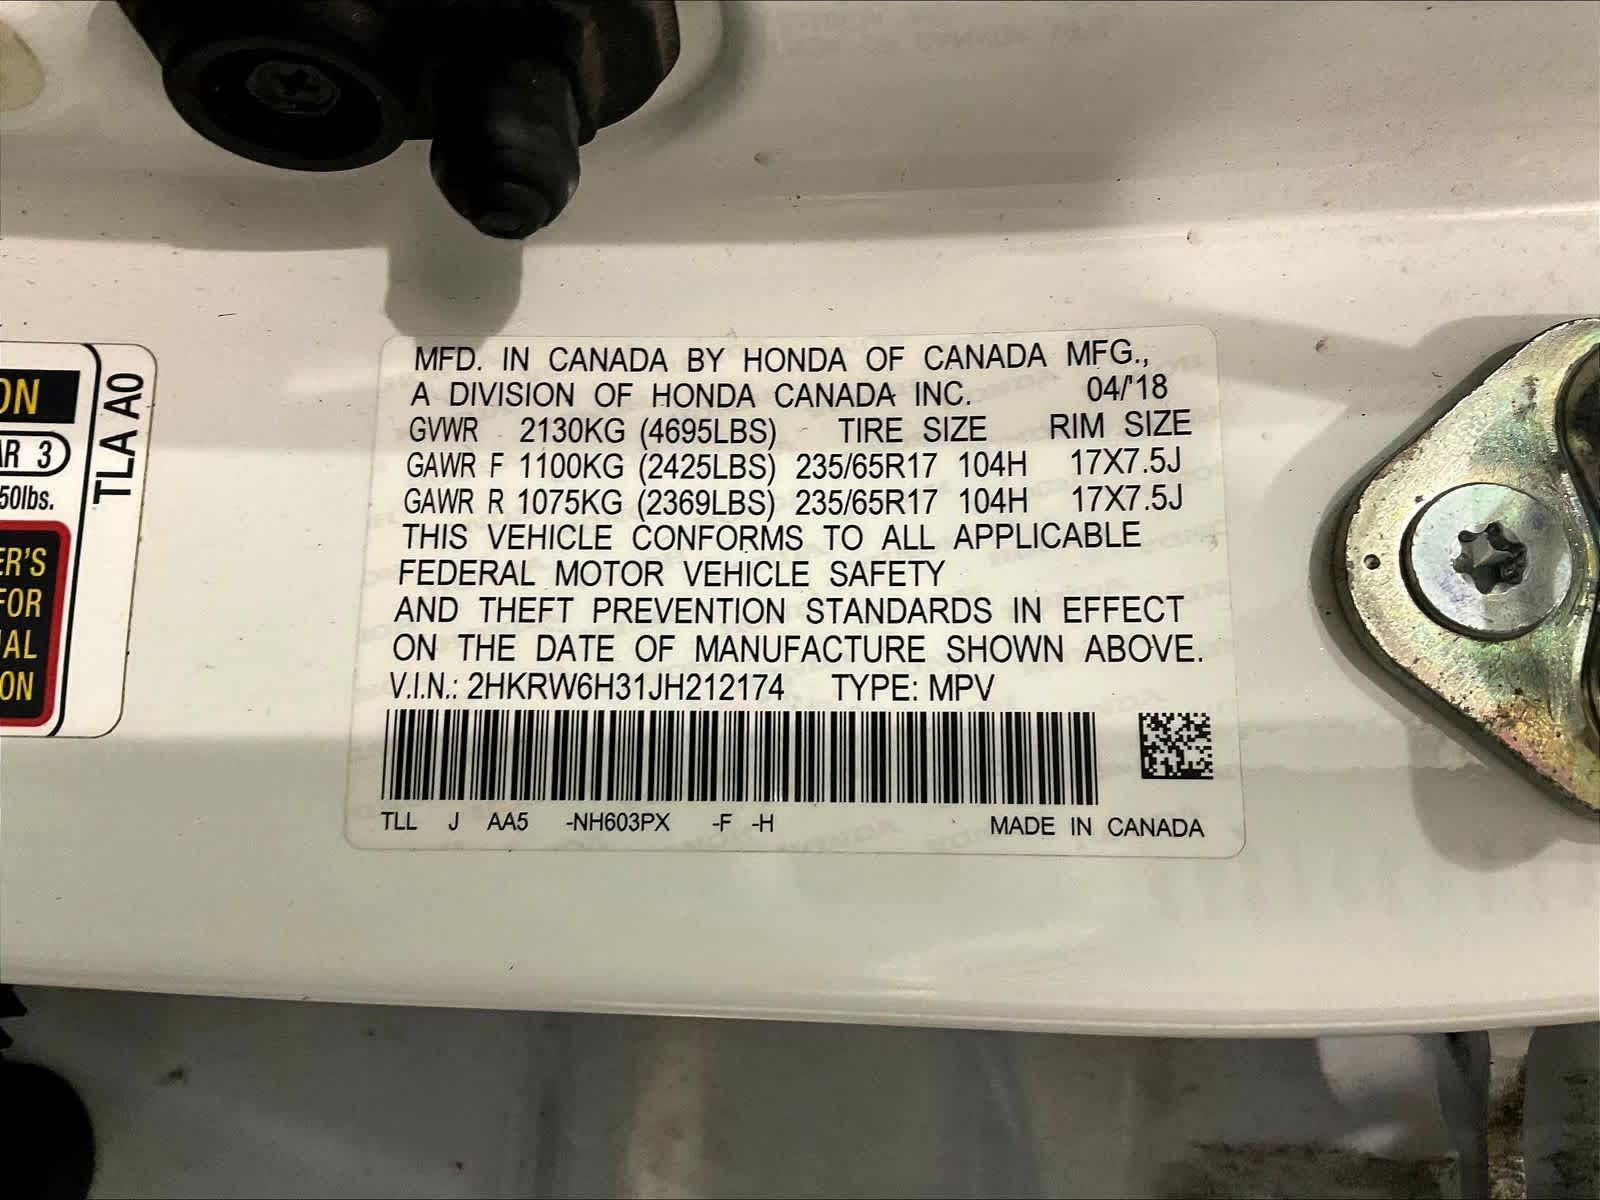 MFD. IN CANADA BY HONDA OF CANADA MFG.,
A DIVISION OF HONDA CANADA INC. 04/'18
GVWR 2130KG (4695LBS) TIRE SIZE RIM SIZE
GAWR F 1100KG (2425LBS) 235/65R17 104H 17X7.5J
GAWR R 1075KG (2369LBS) 235/65R17 104H 17X7.5J
THIS VEHICLE CONFORMS TO ALL APPLICABLE
FEDERAL MOTOR VEHICLE SAFETY
AND THEFT PREVENTION STANDARDS IN EFFECT
ON THE DATE OF MANUFACTURE SHOWN ABOVE.
V.I.N.: 2HKRW6H31JH212174 TYPE: MPV
TLL J AA5 -NH603PX -F -H MADE IN CANADA
ON
AR 3
50lbs.
ER'S
FOR
AL
ON
TLA A0